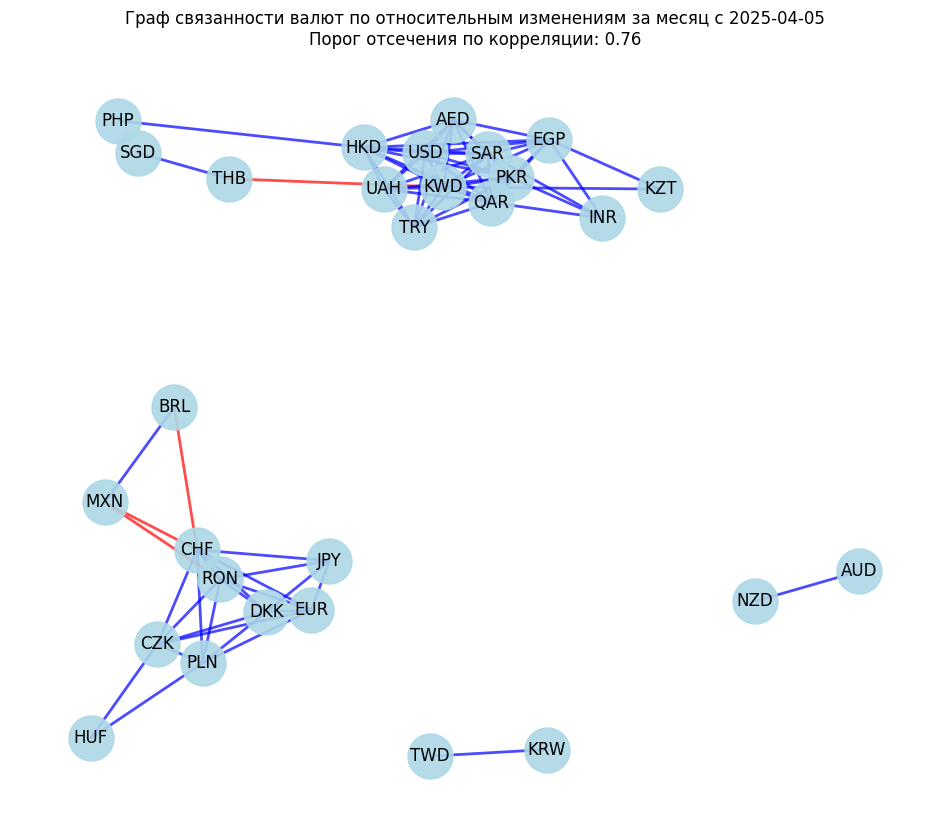 Граф связанности валют по относительным изменениям за месяц с 2025-04-05
Порог отсечения по корреляции: 0.76
PHP
AED
EGP
HKD
USD
SAR
SGD
PKR
THB
UAH
KWD
KZT
QAR
INR
TRY
BRL
MXN
CHF
JPY
RON
AUD
NZD
DKK
EUR
CZK
PLN
HUF
TWD
KRW